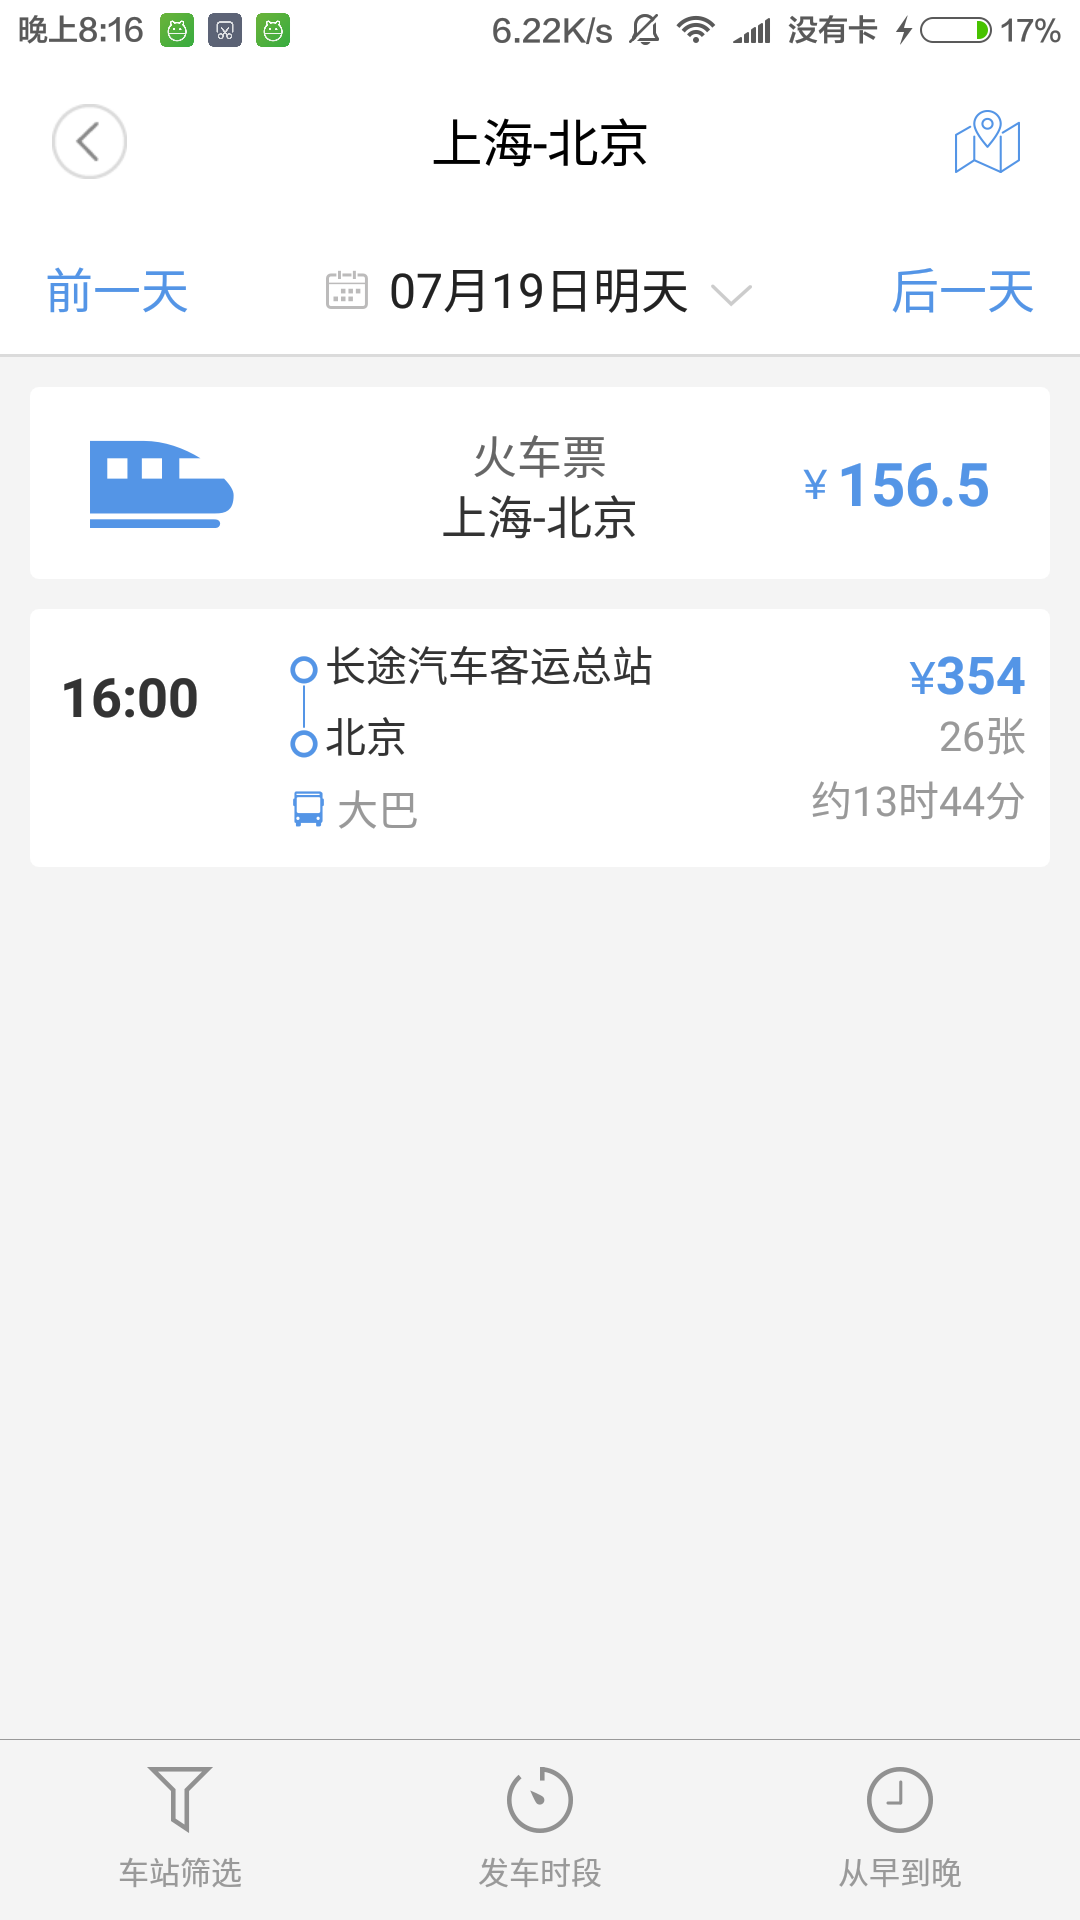 晚上8:16 6.22K/s 没有卡 17%
上海-北京
前一天 07月19日明天 后一天
火车票
上海-北京
¥ 156.5
16:00
长途汽车客运总站
北京
大巴
¥354
26张
约13时44分
车站筛选 发车时段 从早到晚